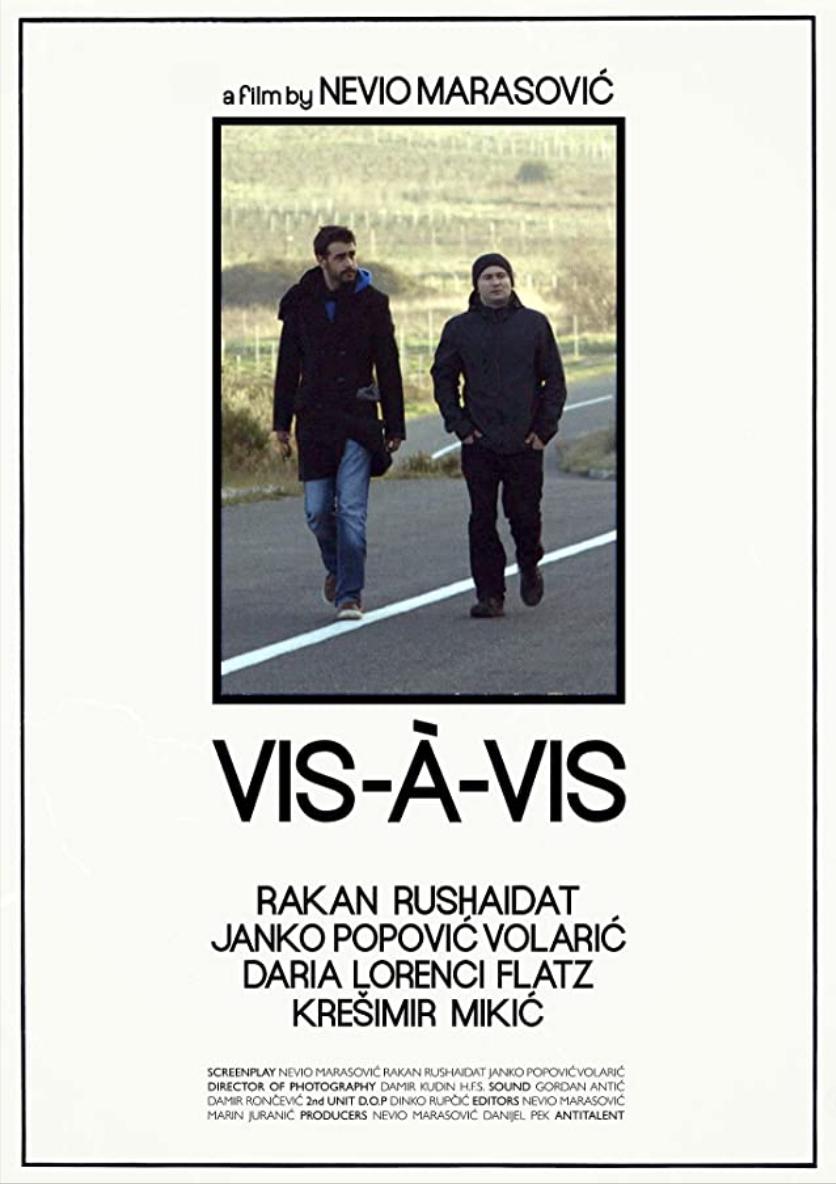 a film by NEVIO MARASOVIĆ
VIS-À-VIS
RAKAN RUSHAIDAT
JANKO POPOVIĆ VOLARIĆ
DARIA LORENCI FLATZ
KREŠIMIR MIKIĆ
SCREENPLAY NEVIO MARASOVIĆ RAKAN RUSHAIDAT JANKO POPOVIĆ VOLARIĆ
DIRECTOR OF PHOTOGRAPHY DAMIR KUDIN H.F.S. SOUND GORDAN ANTIĆ
DAMIR RONČEVIĆ 2nd UNIT D.O.P DINKO RUPČIĆ EDITORS NEVIO MARASOVIĆ
MARIN JURANIĆ PRODUCERS NEVIO MARASOVIĆ DANIJEL PEK ANTITALENT